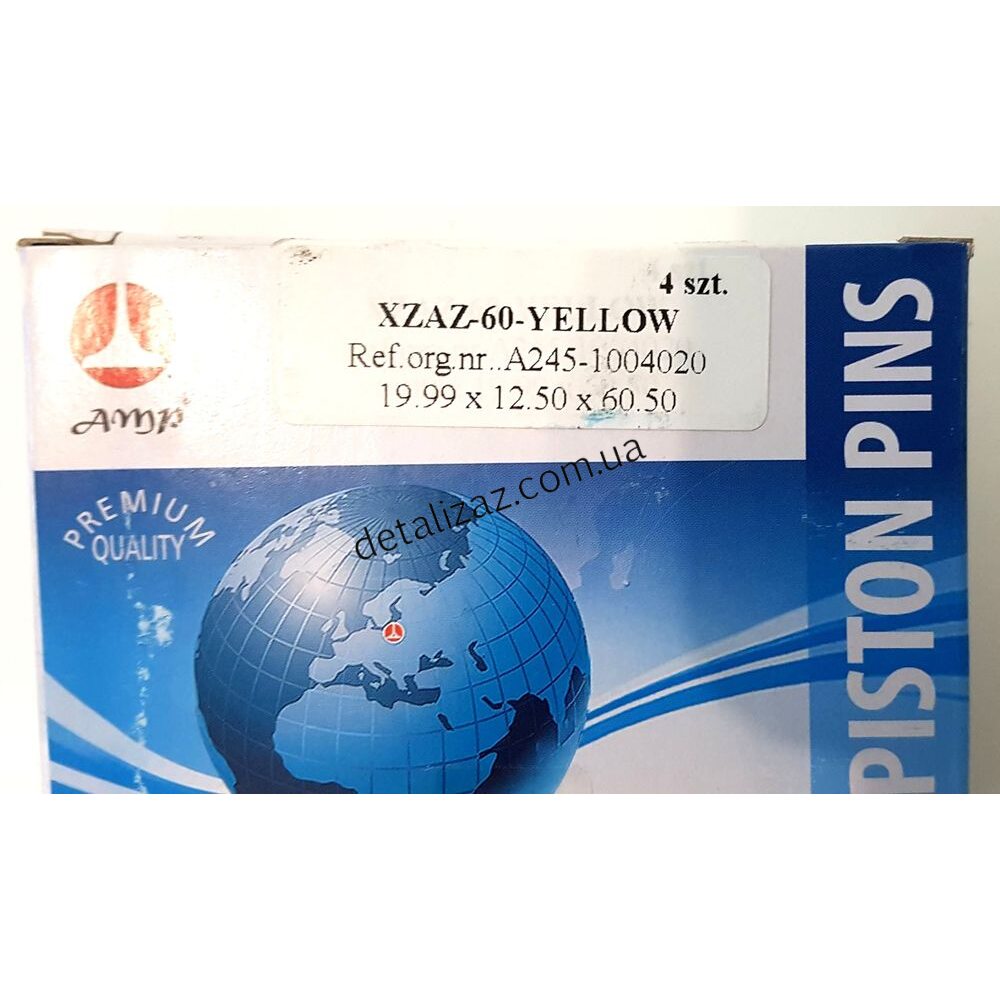 4 szt.
XZAZ-60-YELLOW
Ref.org.nr..A245-1004020
19.99 x 12.50 x 60.50
AMP
PREMIUM
QUALITY
detalizaz.com.ua
PISTON PINS